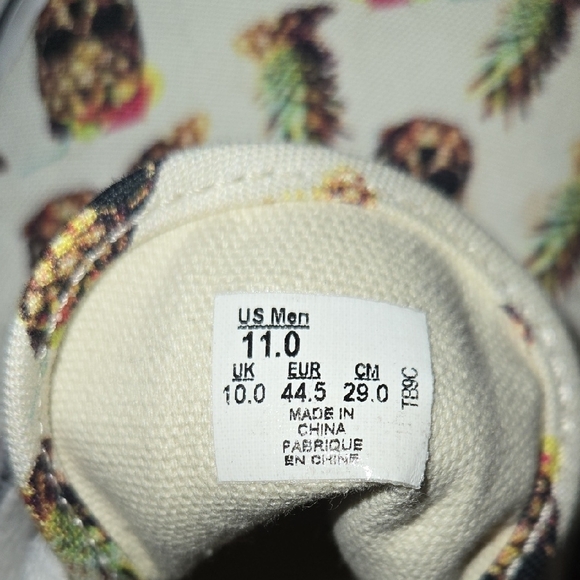 US Men
11.0
UK EUR CM
10.0 44.5 29.0
MADE IN
CHINA
FABRIQUE
EN CHINE
TB9C